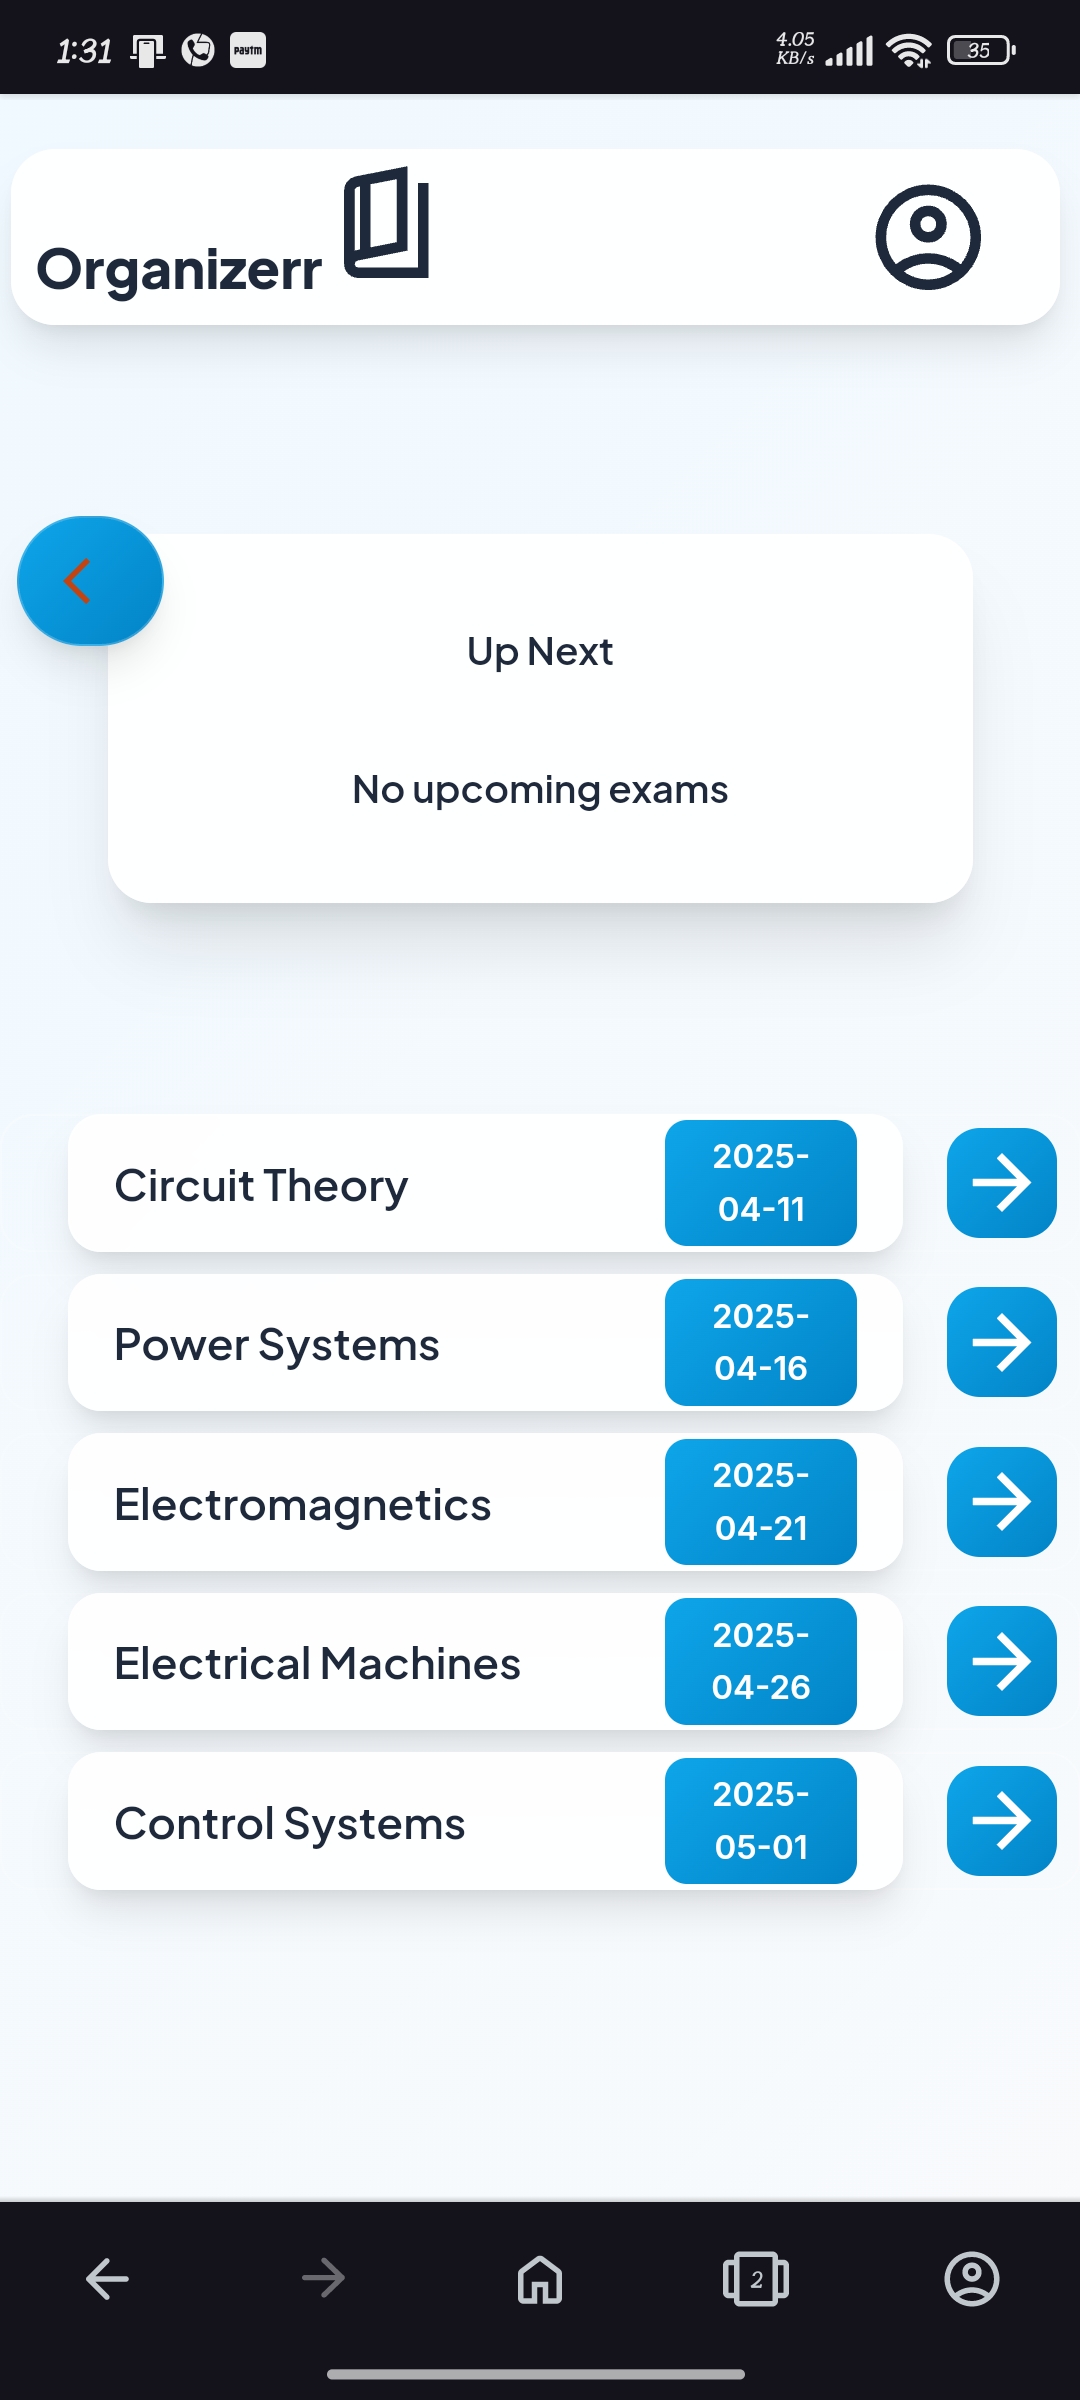 1:31
paytm
4.05
KB/s
35
Organizerr
Up Next
No upcoming exams
Circuit Theory
2025-
04-11
Power Systems
2025-
04-16
Electromagnetics
2025-
04-21
Electrical Machines
2025-
04-26
Control Systems
2025-
05-01
2